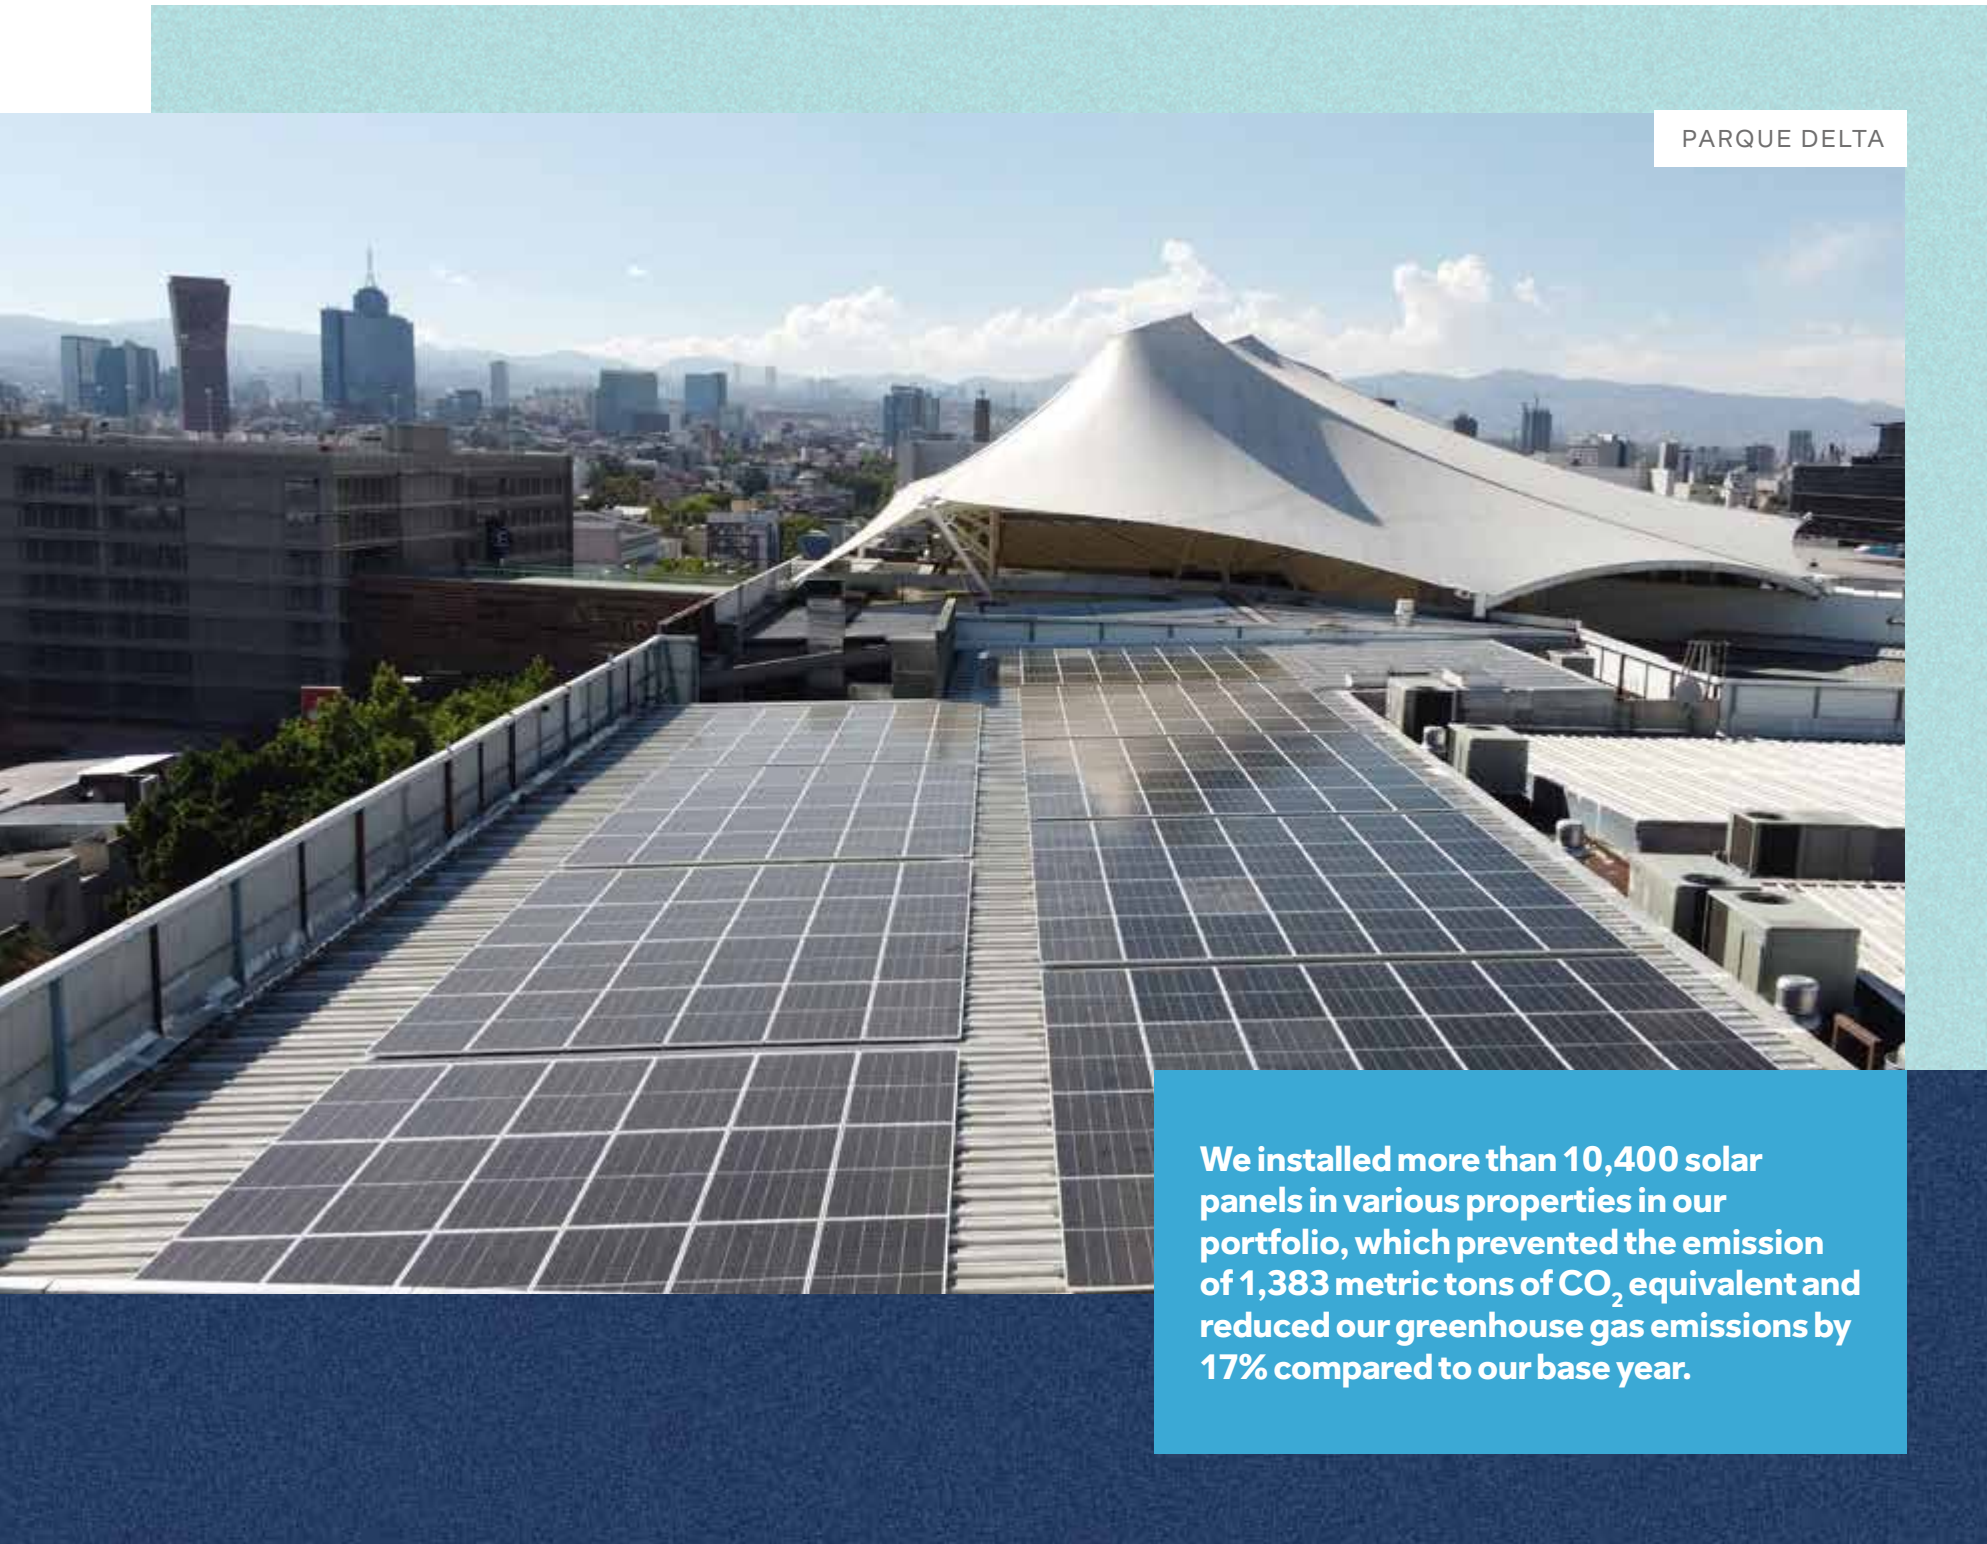 PARQUE DELTA
We installed more than 10,400 solar
panels in various properties in our
portfolio, which prevented the emission
of 1,383 metric tons of CO₂ equivalent and
reduced our greenhouse gas emissions by
17% compared to our base year.